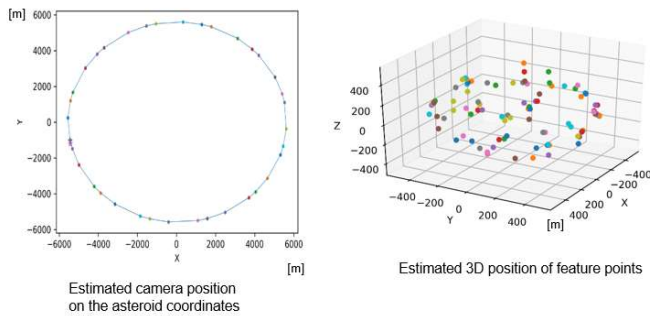 [m]
6000
4000
2000
0
−2000
−4000
−6000
Y
−6000 −4000 −2000 0 2000 4000 6000
X
[m]
Estimated camera position
on the asteroid coordinates
400
200
0
−200
−400
Z
−400
−200
0
200
400
Y
[m]
−400
−200
0
200
400
X
Estimated 3D position of feature points